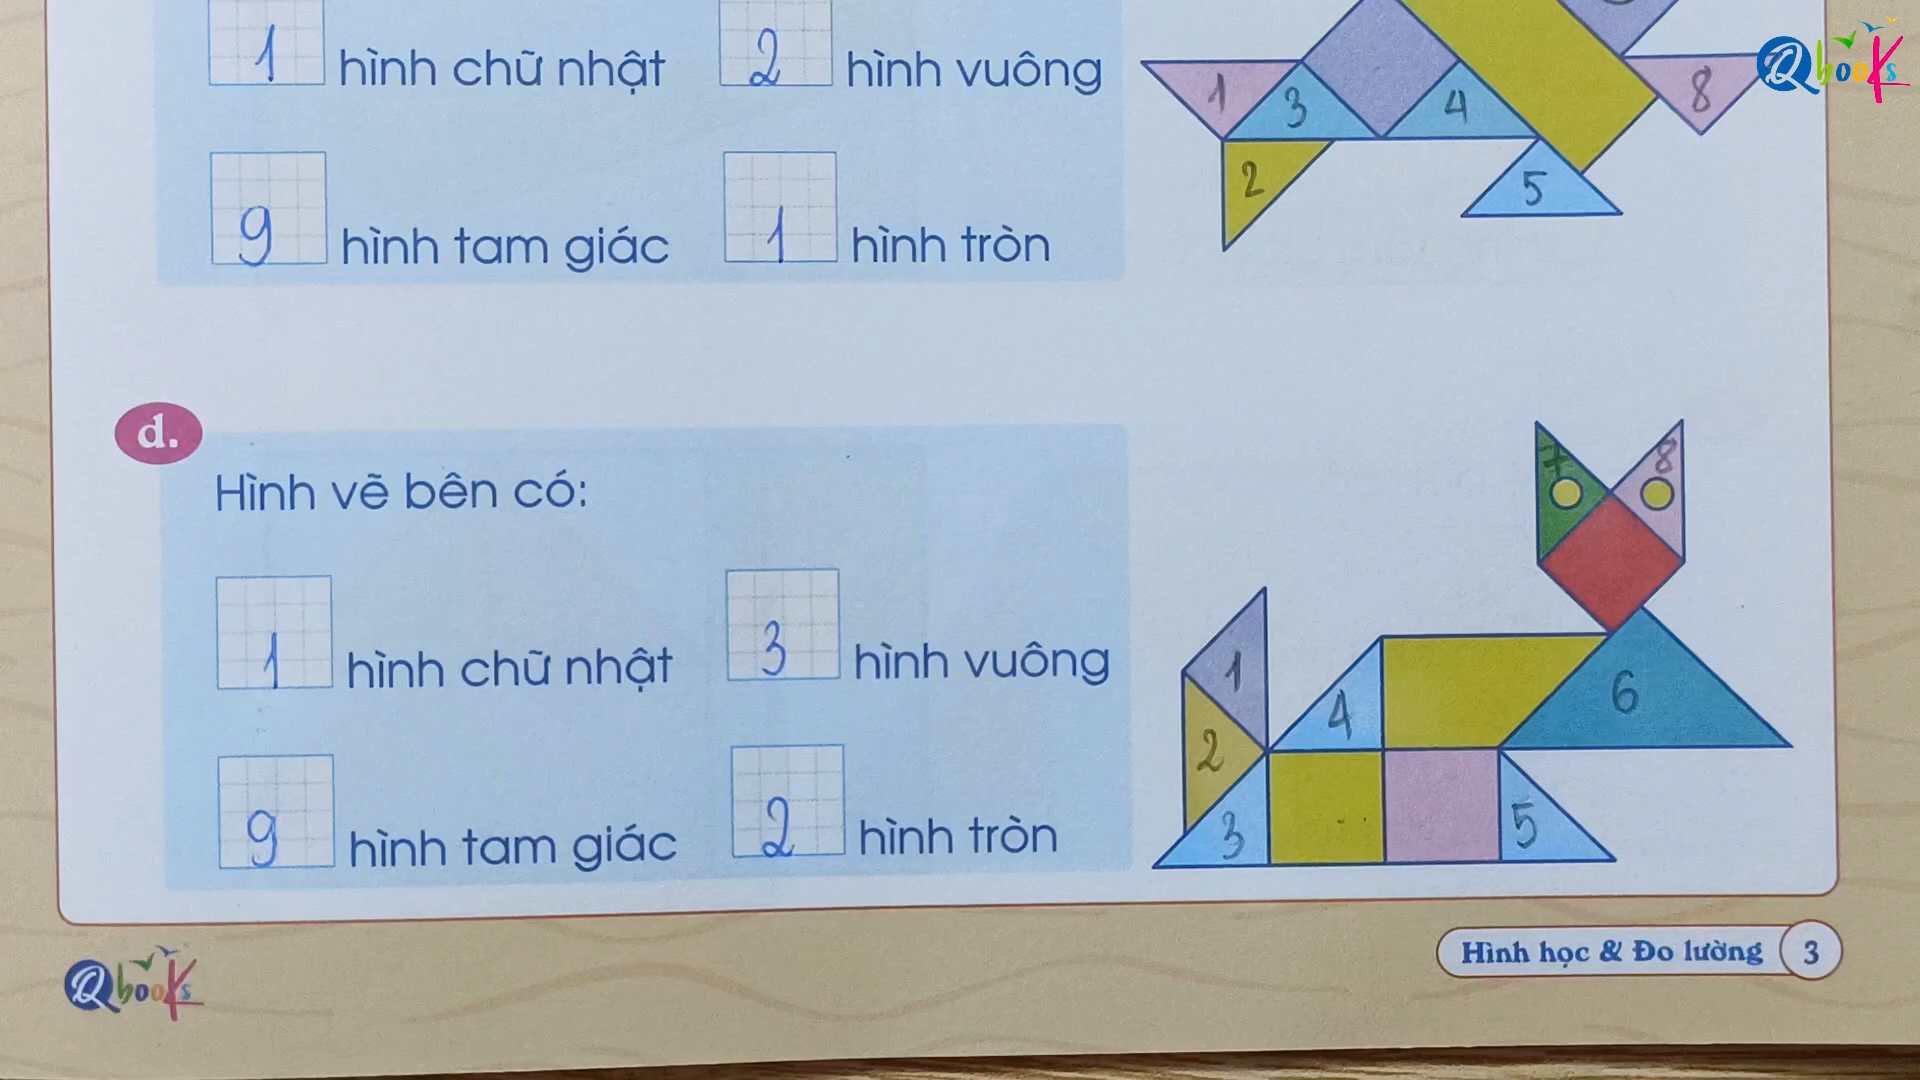 Qbooks
1 hình chữ nhật 2 hình vuông
9 hình tam giác 1 hình tròn
1 3 4 8
2 5
d.
Hình vẽ bên có:
1 hình chữ nhật 3 hình vuông
9 hình tam giác 2 hình tròn
7 8
1 4 6
2
3 5
Qbooks
Hình học & Đo lường 3